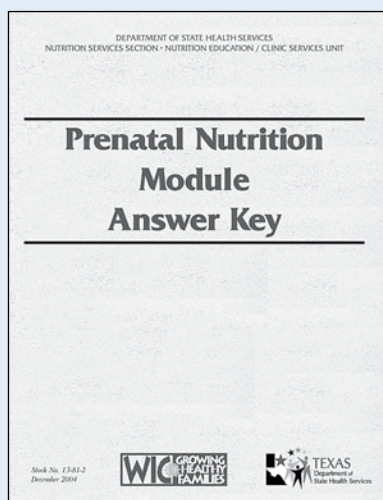 DEPARTMENT OF STATE HEALTH SERVICES
NUTRITION SERVICES SECTION • NUTRITION EDUCATION / CLINIC SERVICES UNIT
Prenatal Nutrition
Module
Answer Key
Stock No. 13-81-2
December 2004
WIC GROWING
HEALTHY
FAMILIES
TEXAS
Department of
State Health Services